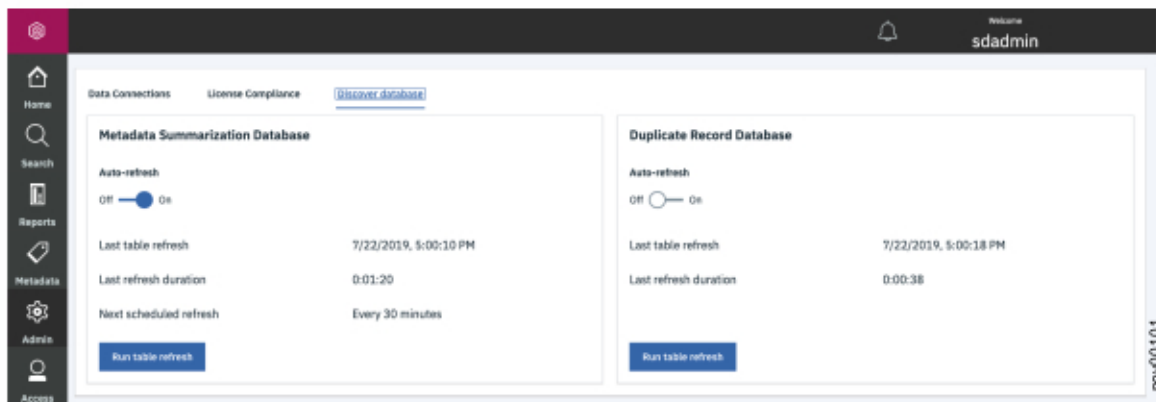 Welcome
sdadmin
Home
Search
Reports
Metadata
Admin
Access
Data Connections License Compliance Discover database
Metadata Summarization Database
Auto-refresh
Off On
Last table refresh 7/22/2019, 5:00:10 PM
Last refresh duration 0:01:20
Next scheduled refresh Every 30 minutes
Run table refresh
Duplicate Record Database
Auto-refresh
Off On
Last table refresh 7/22/2019, 5:00:18 PM
Last refresh duration 0:00:38
Run table refresh